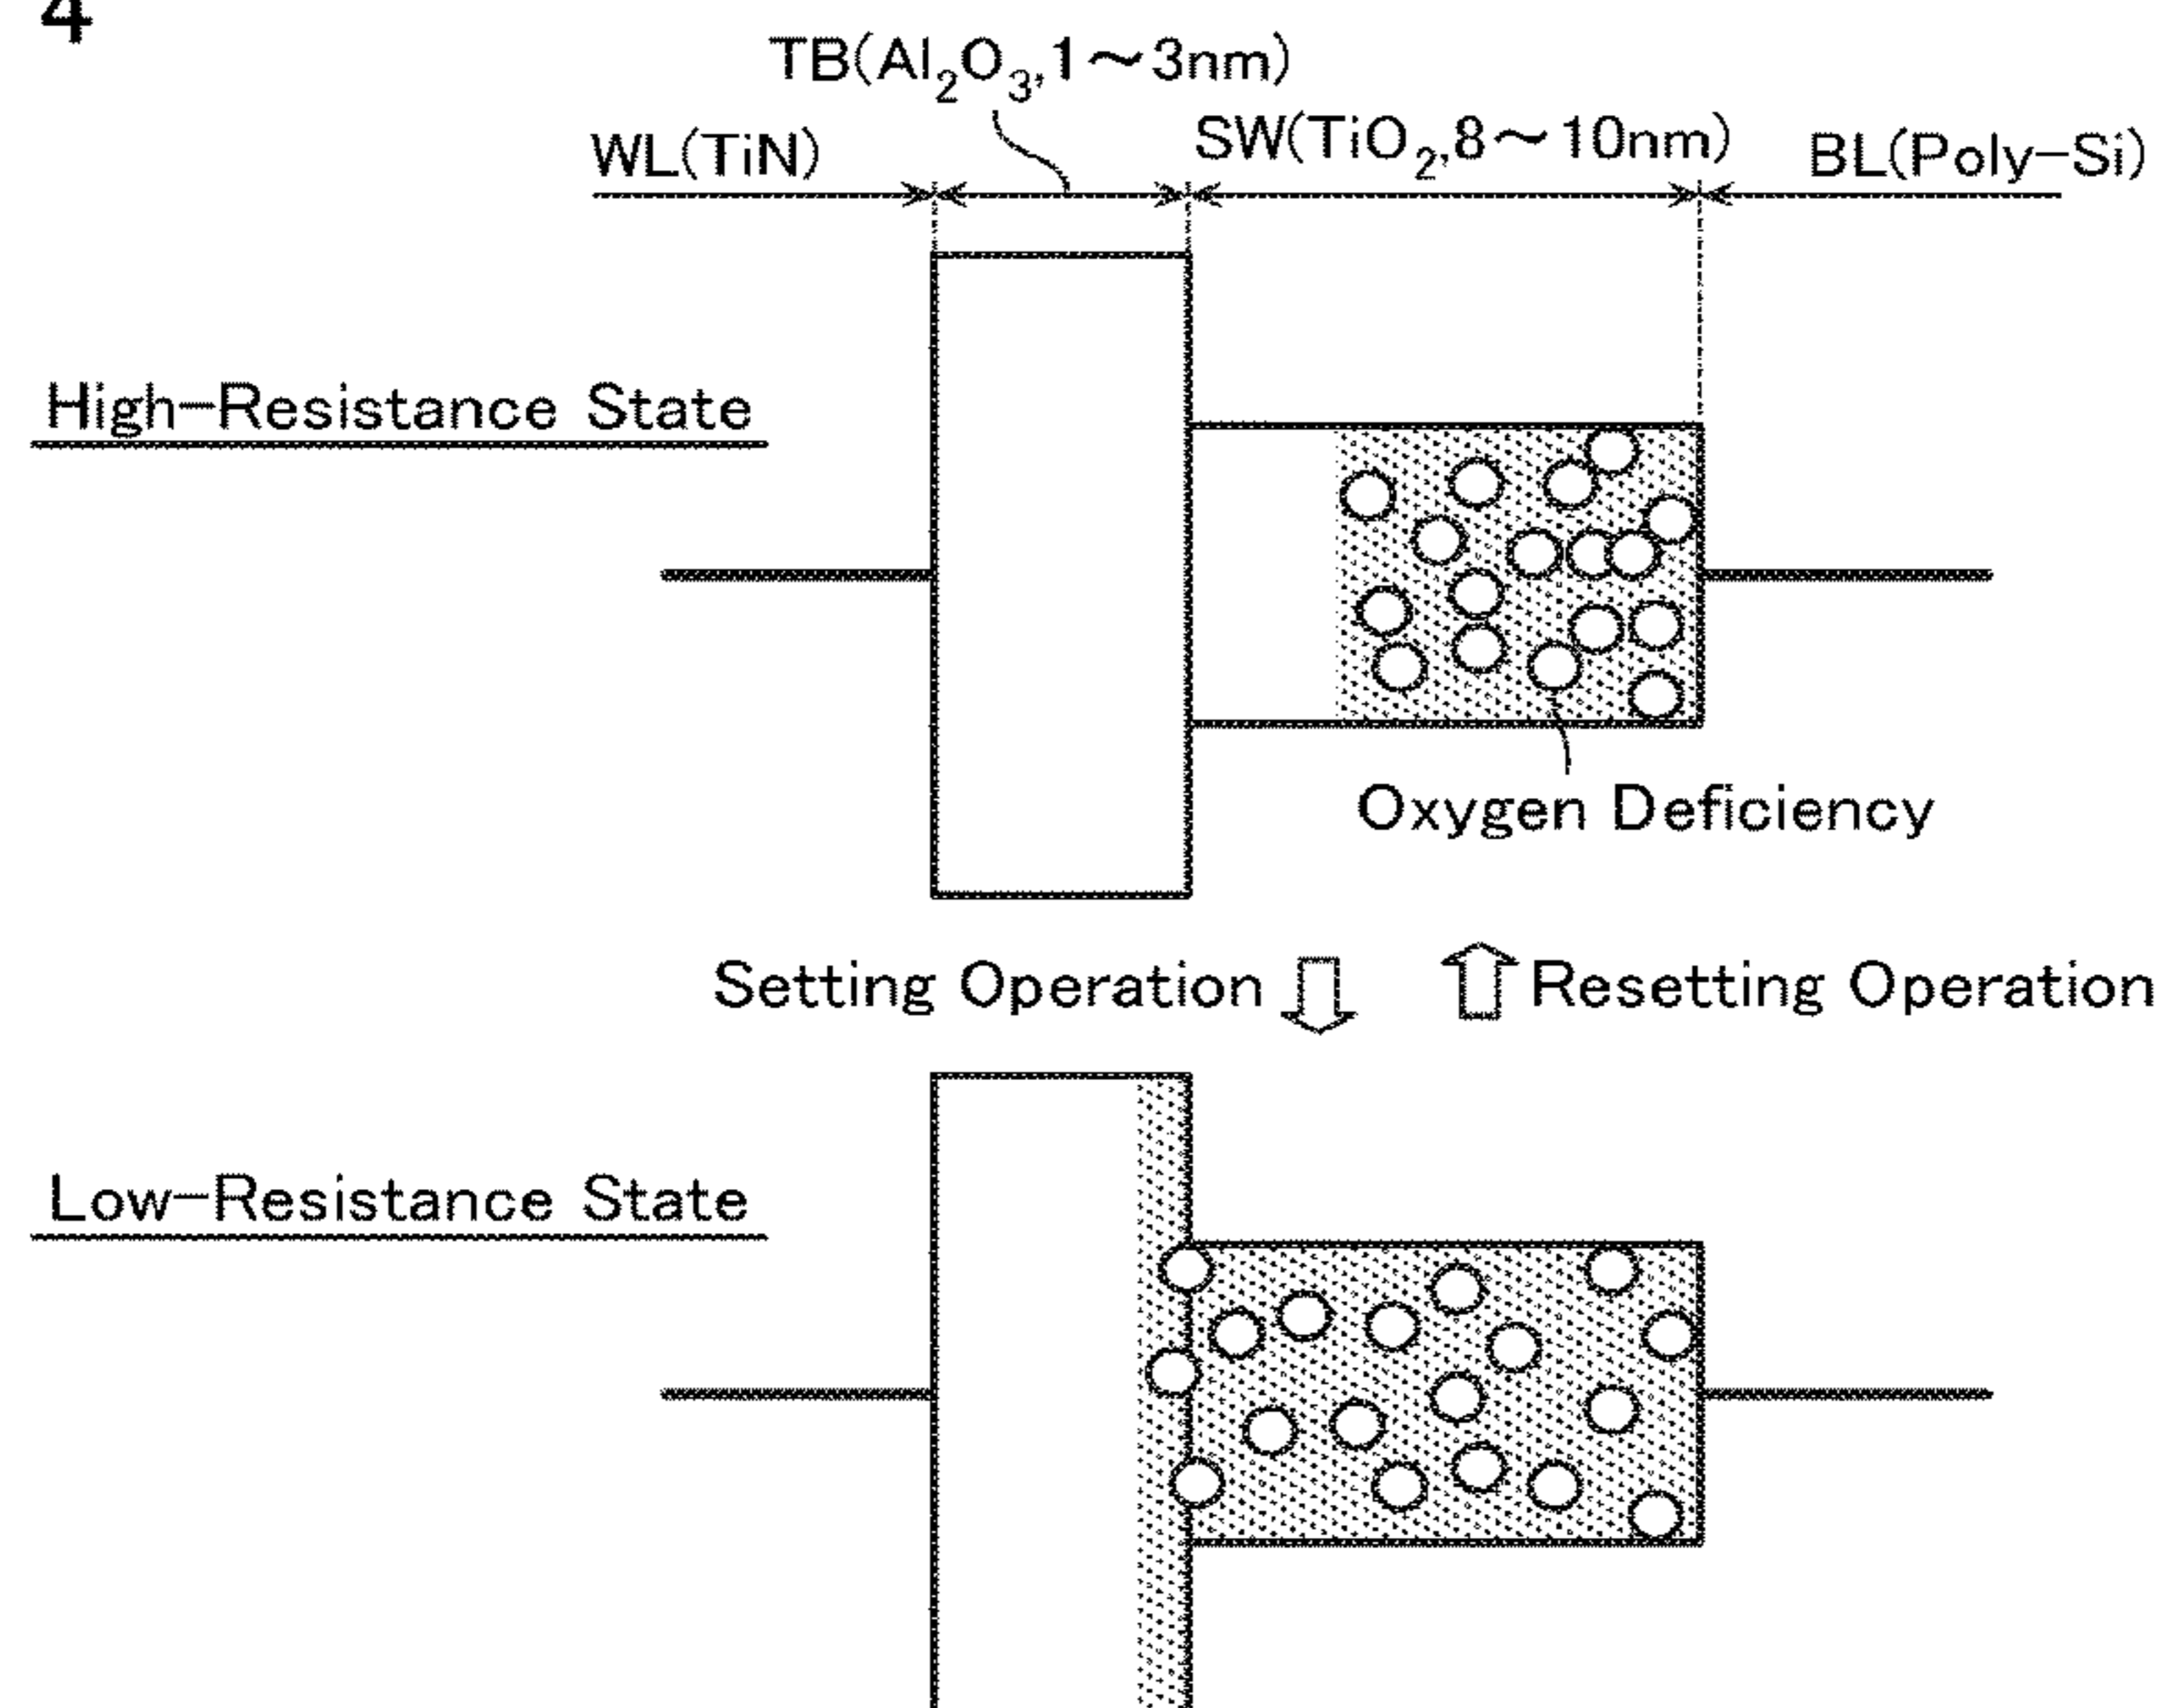 4
TB(Al₂O₃,1～3nm)
WL(TiN)
SW(TiO₂,8～10nm)
BL(Poly-Si)
High-Resistance State
Oxygen Deficiency
Setting Operation
Resetting Operation
Low-Resistance State